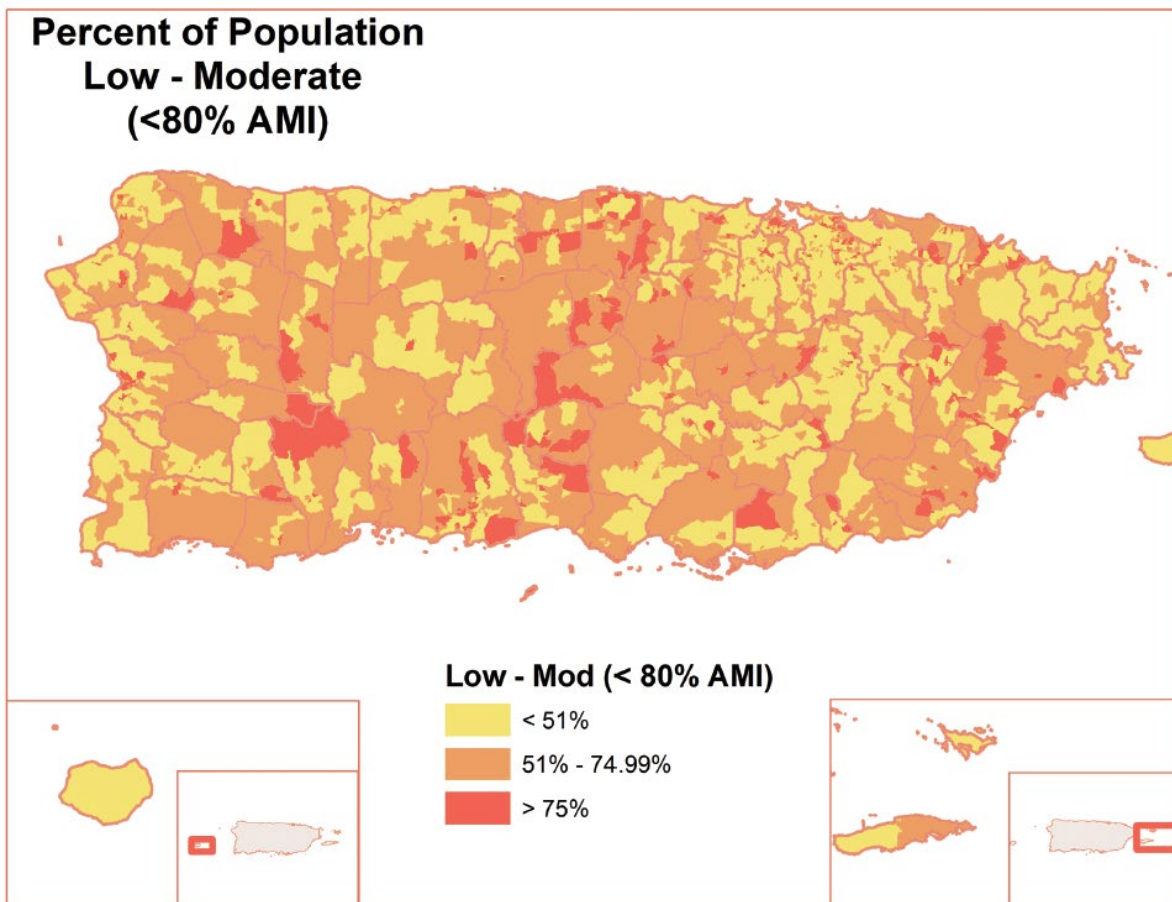 Percent of Population
Low - Moderate
(<80% AMI)
Low - Mod (< 80% AMI)
< 51%
51% - 74.99%
> 75%